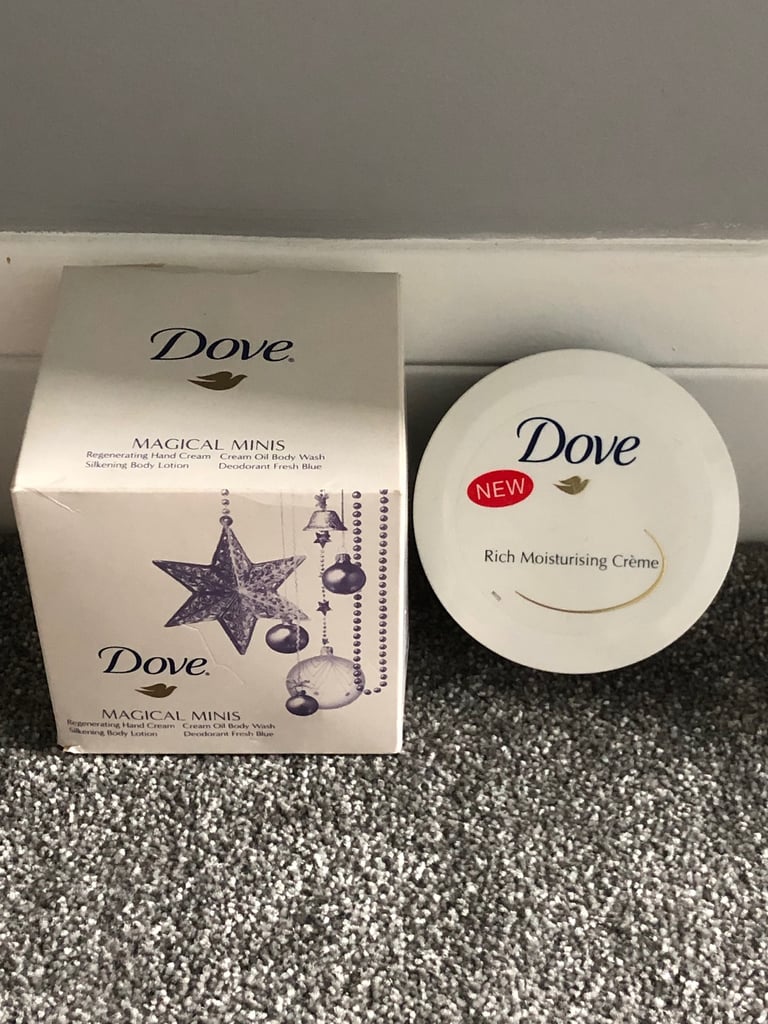 Dove
MAGICAL MINIS
Regenerating Hand Cream Cream Oil Body Wash
Silkening Body Lotion Deodorant Fresh Blue
Dove
MAGICAL MINIS
Regenerating Hand Cream Cream Oil Body Wash
Silkening Body Lotion Deodorant Fresh Blue
Dove
NEW
Rich Moisturising Crème